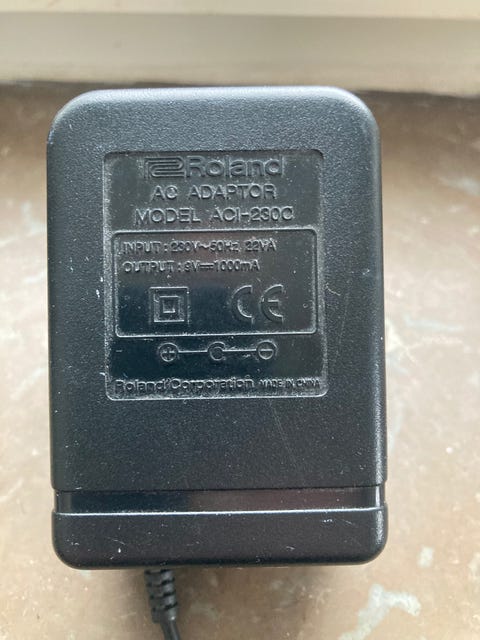 Roland
AC ADAPTOR
MODEL ACI-230C
INPUT : 230V~50Hz, 22VA
OUTPUT : 9V⎓1000mA
CE
+ C −
Roland Corporation MADE IN CHINA